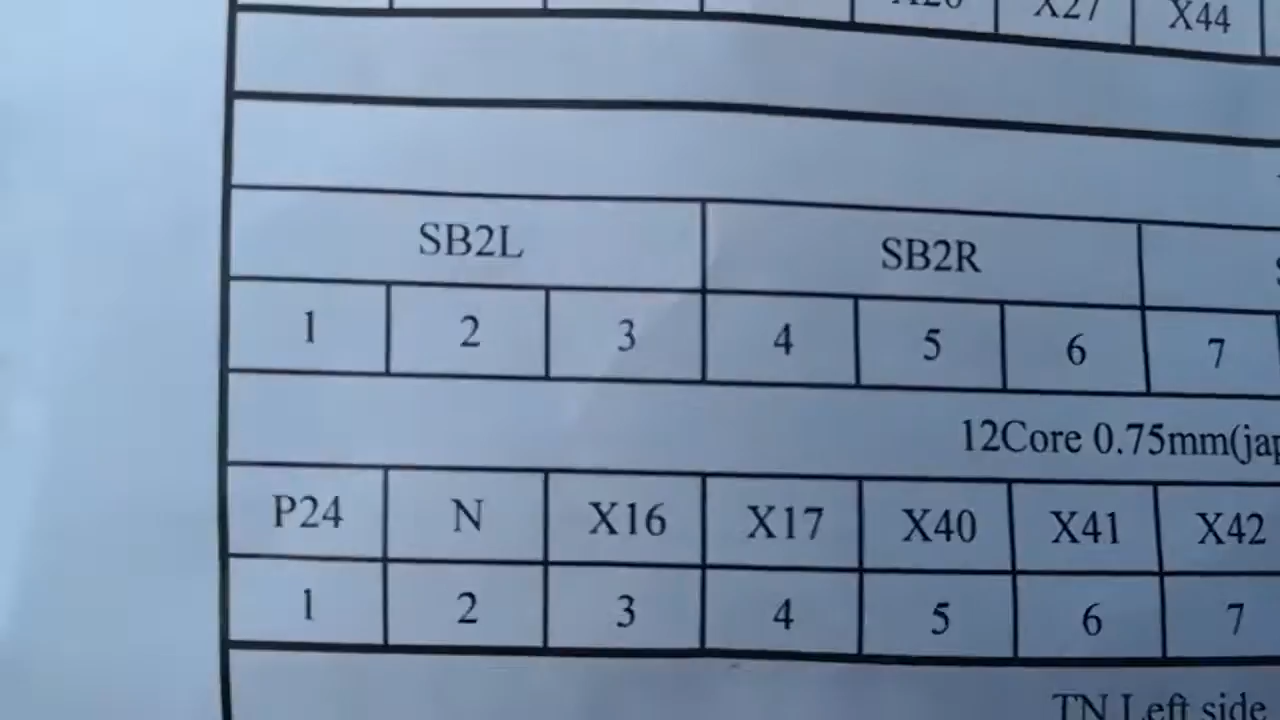 X27 X44
SB2L SB2R
1 2 3 4 5 6 7
12Core 0.75mm(jap
P24 N X16 X17 X40 X41 X42
1 2 3 4 5 6 7
TN Left side